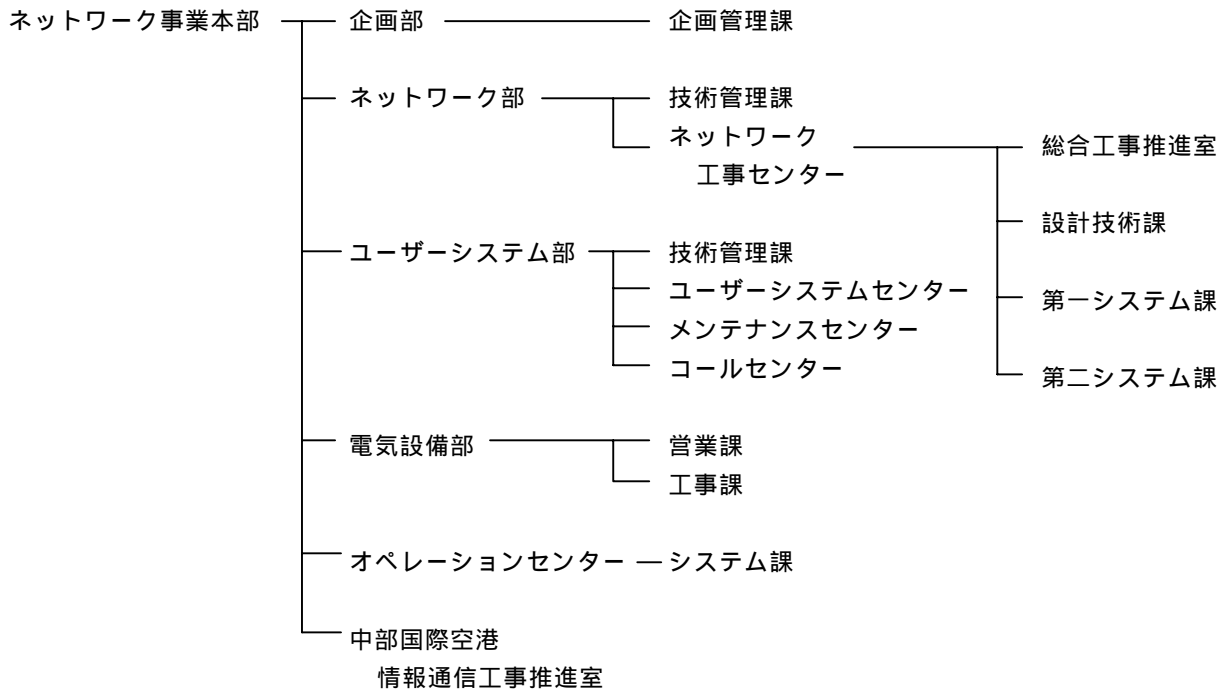 ネットワーク事業本部 企画部 企画管理課
ネットワーク部 技術管理課
ネットワーク
工事センター
総合工事推進室
設計技術課
第一システム課
第二システム課
ユーザーシステム部 技術管理課
ユーザーシステムセンター
メンテナンスセンター
コールセンター
電気設備部 営業課
工事課
オペレーションセンター システム課
中部国際空港
情報通信工事推進室